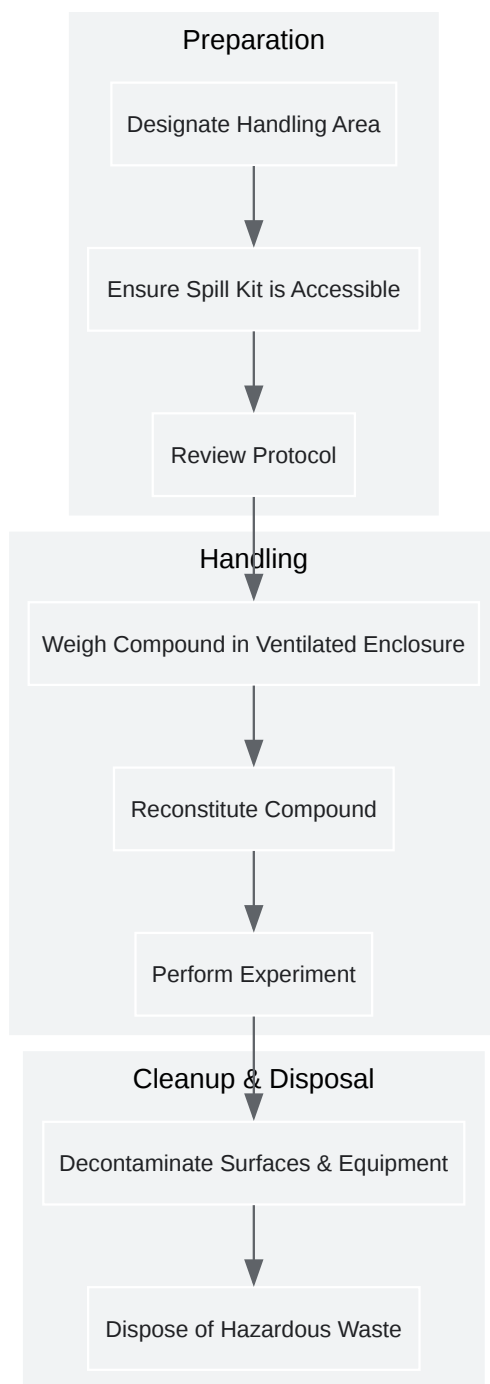 Preparation
Designate Handling Area
Ensure Spill Kit is Accessible
Review Protocol
Handling
Weigh Compound in Ventilated Enclosure
Reconstitute Compound
Perform Experiment
Cleanup & Disposal
Decontaminate Surfaces & Equipment
Dispose of Hazardous Waste